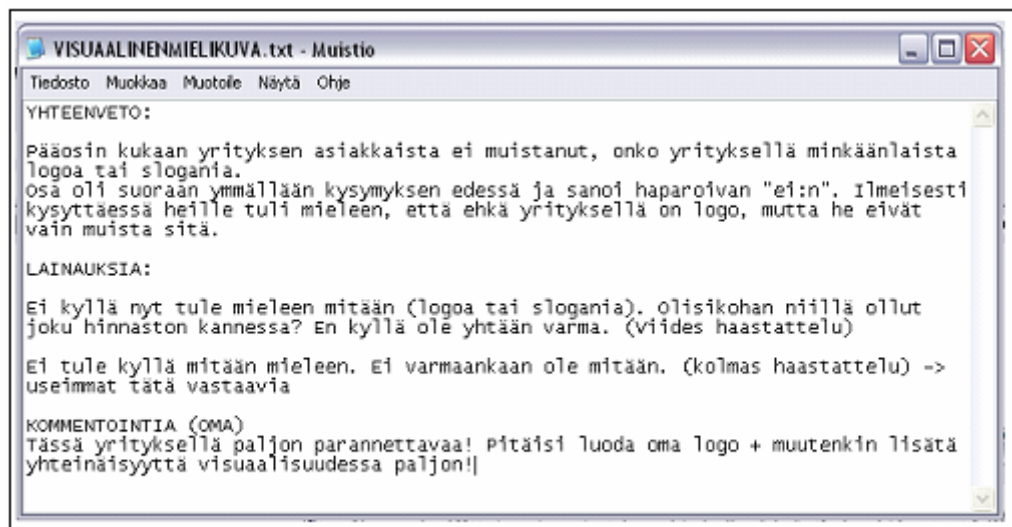 VISUAALINENMIELIKUVA.txt - Muistio
Tiedosto Muokkaa Muotoile Näytä Ohje
YHTEENVETO:
Pääosin kukaan yrityksen asiakkaista ei muistanut, onko yrityksellä minkäänlaista
logoa tai slogania.
Osa oli suoraan ymmällään kysymyksen edessä ja sanoi haparoivan "ei:n". Ilmeisesti
kysyttäessä heille tuli mieleen, että ehkä yrityksellä on logo, mutta he eivät
vain muista sitä.
LAINAUKSIA:
Ei kyllä nyt tule mieleen mitään (logoa tai slogania). Olisikohan niillä ollut
joku hinnaston kannessa? En kyllä ole yhtään varma. (viides haastattelu)
Ei tule kyllä mitään mieleen. Ei varmaankaan ole mitään. (kolmas haastattelu) ->
useimmat tätä vastaavia
KOMMENTOINTIA (OMA)
Tässä yrityksellä paljon parannettavaa! Pitäisi luoda oma logo + muutenkin lisätä
yhteinäisyyttä visuaalisuudessa paljon!